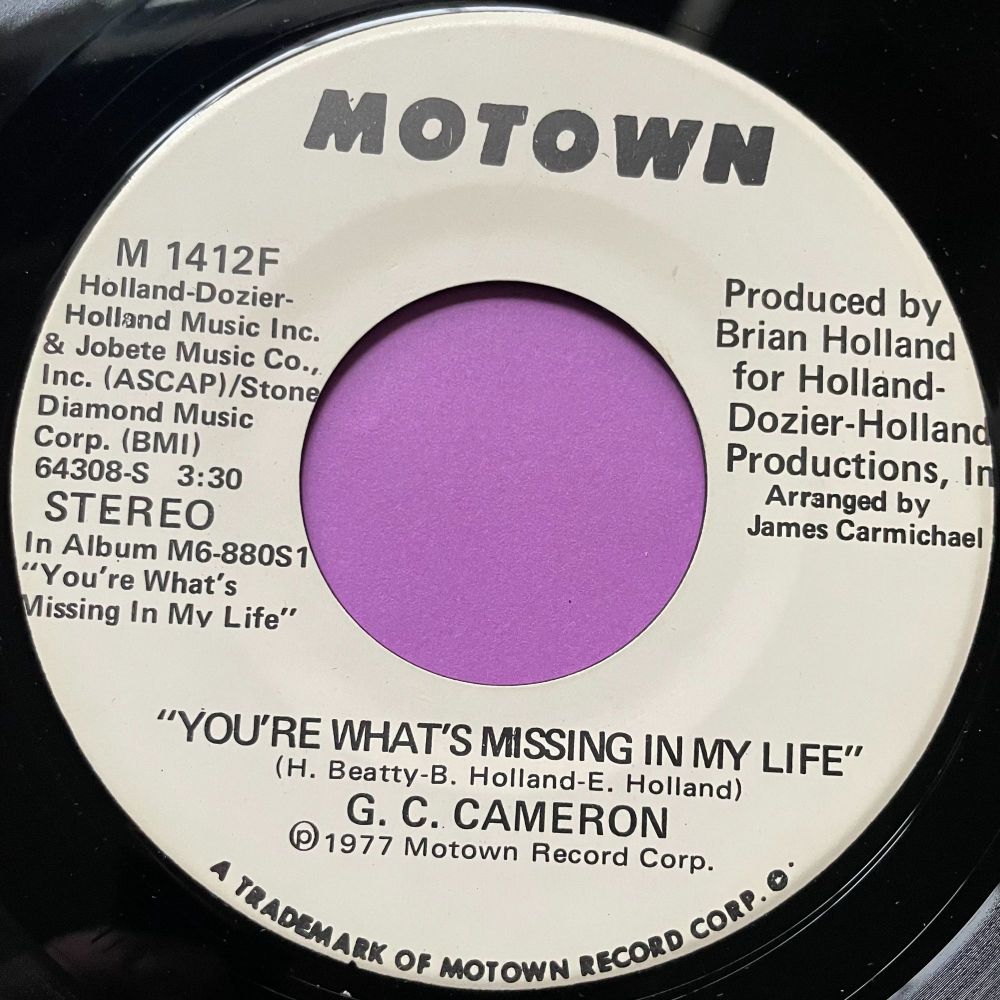 MOTOWN
M 1412F
Holland-Dozier-
Holland Music Inc.
& Jobete Music Co.,
Inc. (ASCAP)/Stone
Diamond Music
Corp. (BMI)
64308-S 3:30
STEREO
In Album M6-880S1
"You're What's
Missing In My Life"
Produced by
Brian Holland
for Holland-
Dozier-Holland
Productions, In
Arranged by
James Carmichael
"YOU'RE WHAT'S MISSING IN MY LIFE"
(H. Beatty-B. Holland-E. Holland)
G. C. CAMERON
℗1977 Motown Record Corp.
A TRADEMARK OF MOTOWN RECORD CORP.